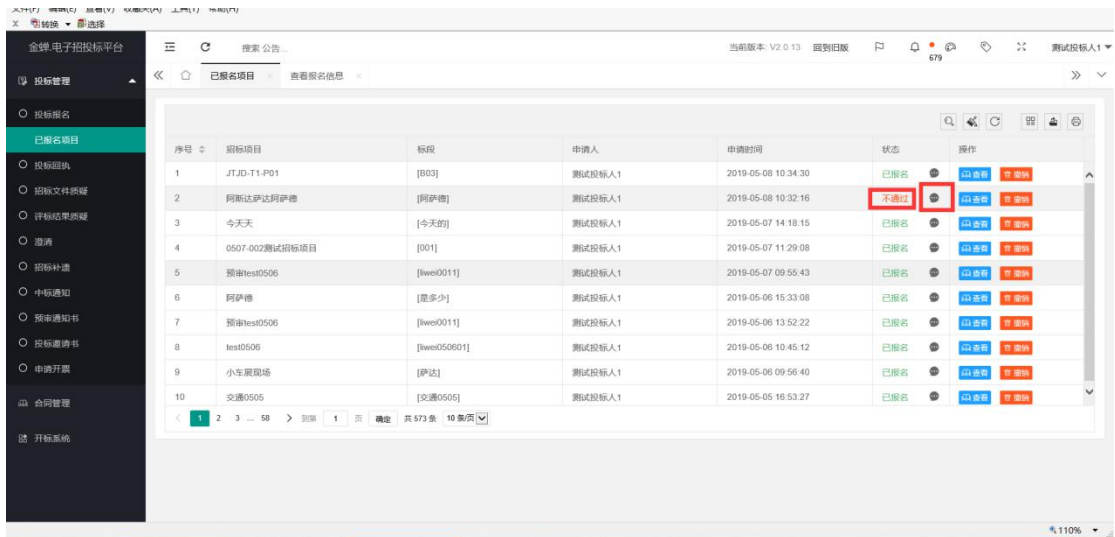 文件(F) 编辑(E) 查看(V) 收藏夹(A) 工具(T) 帮助(H)
x 转换 ▼ 选择
金蝉.电子招投标平台
搜索 公告...
当前版本: V2.0.13 回到旧版
679
测试投标人1
投标管理
已报名项目 ×
查看报名信息 ×
投标报名
已报名项目
投标回执
招标文件质疑
评标结果质疑
澄清
招标补遗
中标通知
预审通知书
投标邀请书
申请开票
合同管理
开标系统
序号 招标项目 标段 申请人 申请时间 状态 操作
1 JTJD-T1-P01 [B03] 测试投标人1 2019-05-08 10:34:30 已报名 查看 撤销
2 阿斯达萨达阿萨德 [阿萨德] 测试投标人1 2019-05-08 10:32:16 不通过 查看 撤销
3 今天天 [今天的] 测试投标人1 2019-05-07 14:18:15 已报名 查看 撤销
4 0507-002测试招标项目 [001] 测试投标人1 2019-05-07 11:29:08 已报名 查看 撤销
5 预审test0506 [liwei0011] 测试投标人1 2019-05-07 09:55:43 已报名 查看 撤销
6 阿萨德 [是多少] 测试投标人1 2019-05-06 15:33:08 已报名 查看 撤销
7 预审test0506 [liwei0011] 测试投标人1 2019-05-06 13:52:22 已报名 查看 撤销
8 test0506 [liwei050601] 测试投标人1 2019-05-06 10:45:12 已报名 查看 撤销
9 小车展现场 [萨达] 测试投标人1 2019-05-06 09:56:40 已报名 查看 撤销
10 交通0505 [交通0505] 测试投标人1 2019-05-05 16:53:27 已报名 查看 撤销
1 2 3 ... 58 到第 1 页 确定 共 573 条 10 条/页
110%